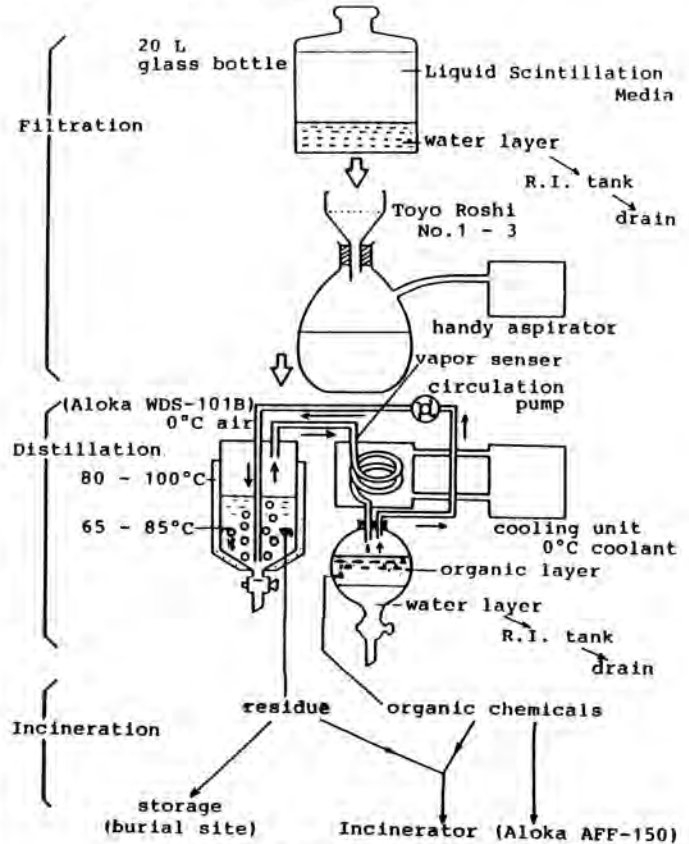 20 L
glass bottle
Liquid Scintillation
Media
Filtration
water layer
R.I. tank
drain
Toyo Roshi
No.1 - 3
handy aspirator
vapor senser
circulation
pump
(Aloka WDS-101B)
0°C air
Distillation
80 - 100°C
65 - 85°C
cooling unit
0°C coolant
organic layer
water layer
R.I. tank
drain
residue
organic chemicals
Incineration
storage
(burial site)
Incinerator (Aloka AFF-150)